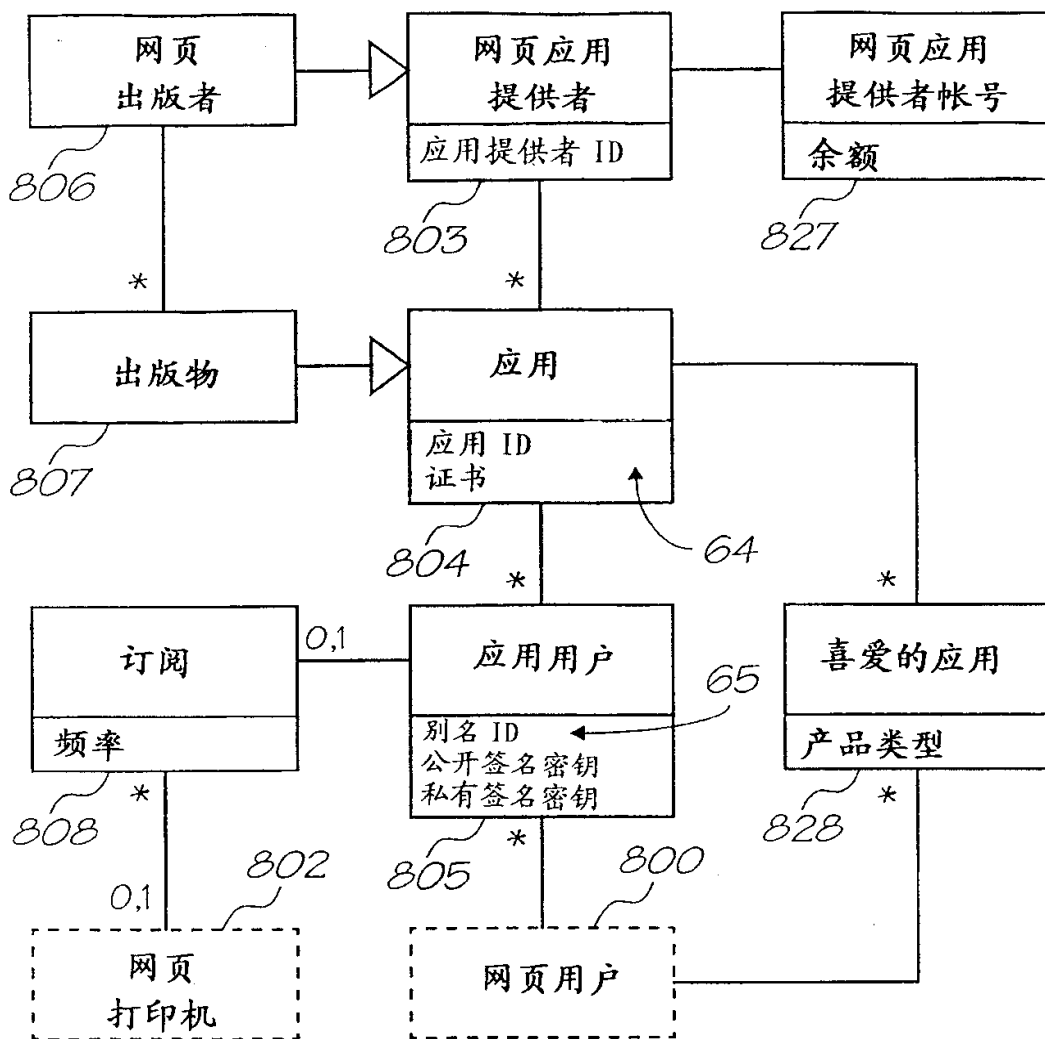 网页
出版者
网页应用
提供者
应用提供者 ID
网页应用
提供者帐号
余额
806
803
827
*
*
出版物
应用
应用 ID
证书
807
804
64
*
*
订阅
频率
0,1
应用用户
别名 ID
公开签名密钥
私有签名密钥
65
喜爱的应用
产品类型
808
*
805
*
828
*
802
800
0,1
网页
打印机
网页用户